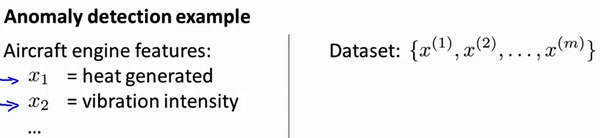 Anomaly detection example
Aircraft engine features:
→ x₁ = heat generated
→ x₂ = vibration intensity
...
Dataset: {x⁽¹⁾, x⁽²⁾, ..., x⁽ᵐ⁾}